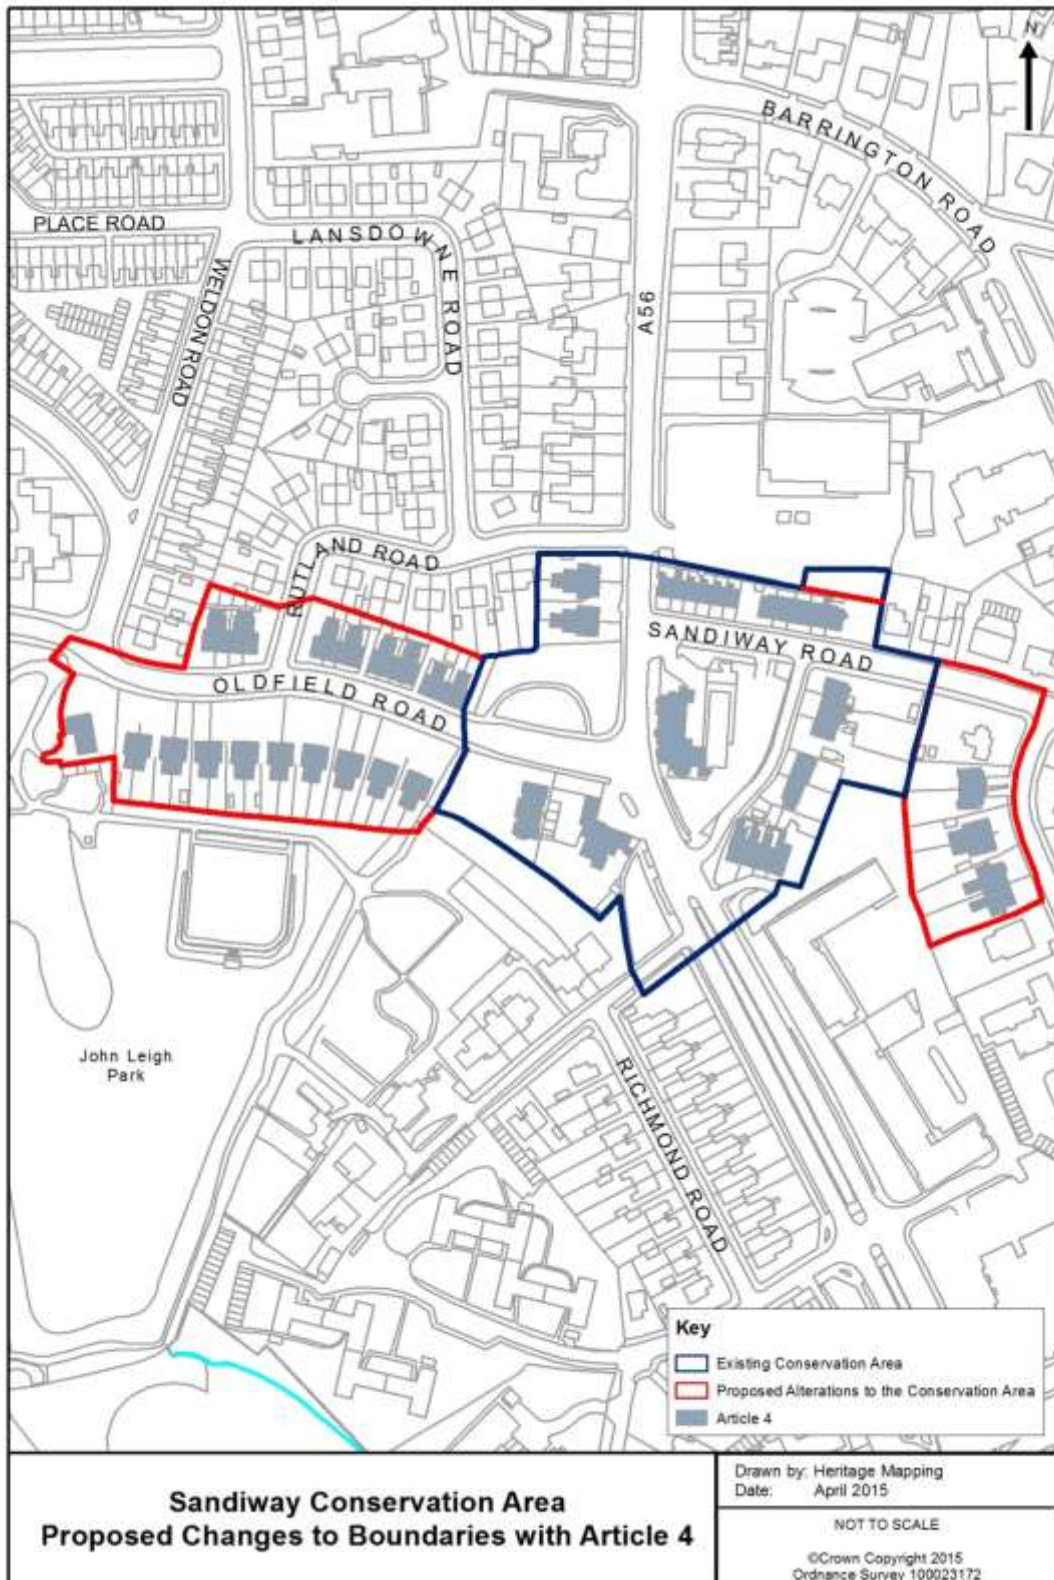 N
BARRINGTON ROAD
PLACE ROAD
LANSDOWNE ROAD
WELDON ROAD
A56
RUTLAND ROAD
SANDIWAY ROAD
OLDFIELD ROAD
John Leigh
Park
RICHMOND ROAD
Key
Existing Conservation Area
Proposed Alterations to the Conservation Area
Article 4
Sandiway Conservation Area
Proposed Changes to Boundaries with Article 4
Drawn by: Heritage Mapping
Date: April 2015
NOT TO SCALE
©Crown Copyright 2015
Ordnance Survey 100023172